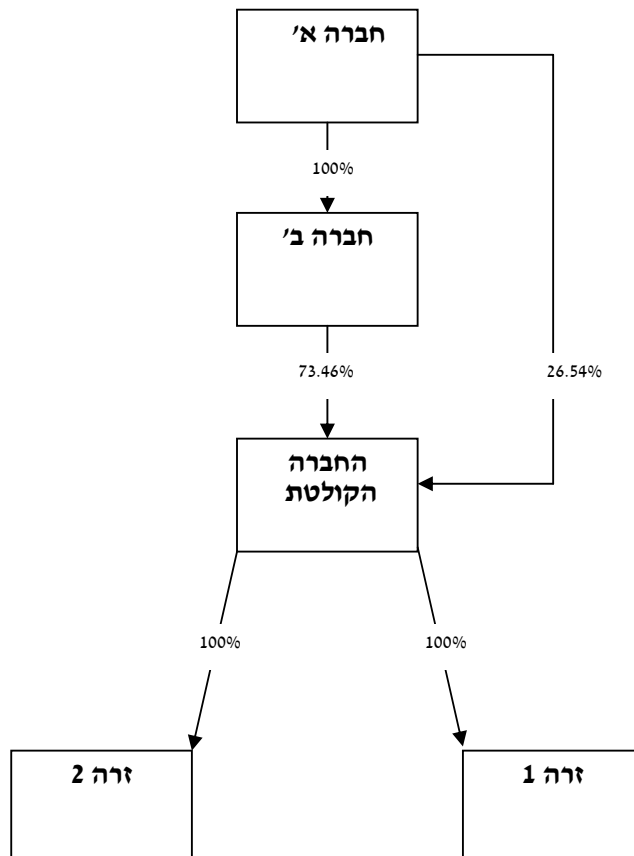 חברה א'
100%
חברה ב'
73.46%
26.54%
החברה
הקולטת
100%
100%
זרה 1
זרה 2